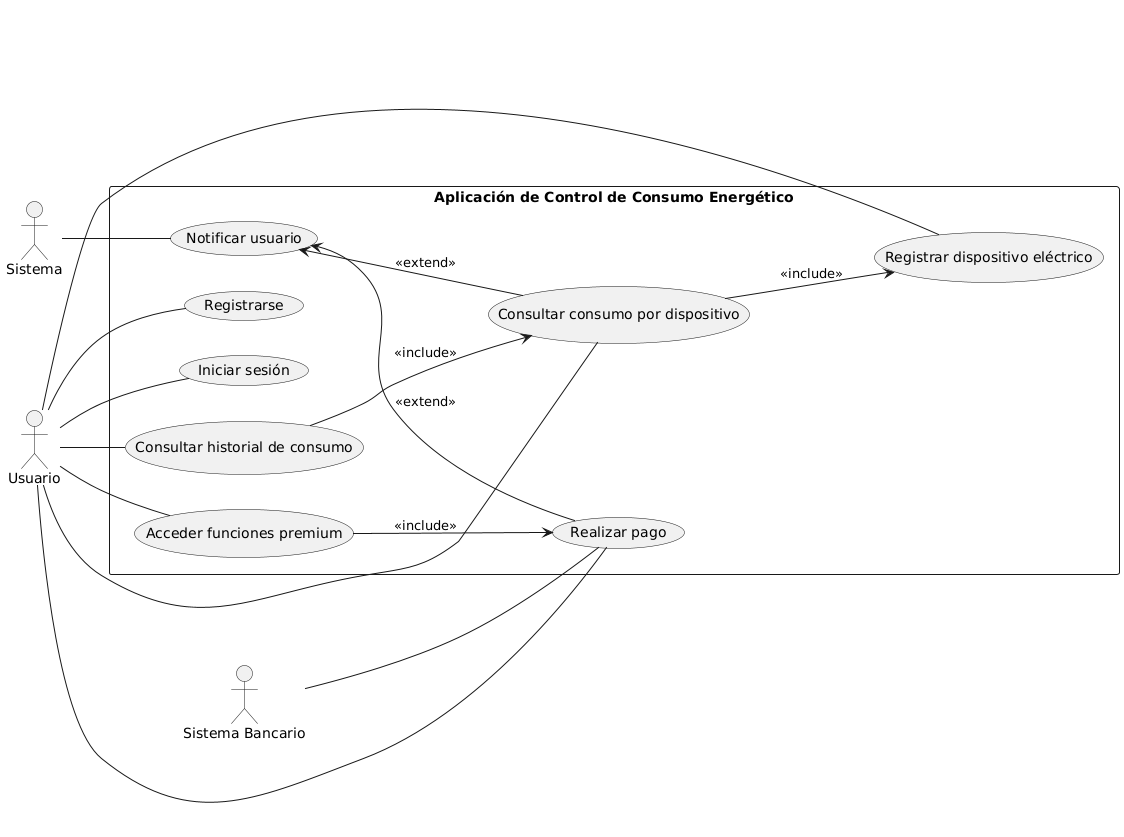 Aplicación de Control de Consumo Energético
Sistema
Notificar usuario
«extend»
Registrar dispositivo eléctrico
«include»
Registrarse
Consultar consumo por dispositivo
«include»
Iniciar sesión
«extend»
Usuario
Consultar historial de consumo
Acceder funciones premium
«include»
Realizar pago
Sistema Bancario